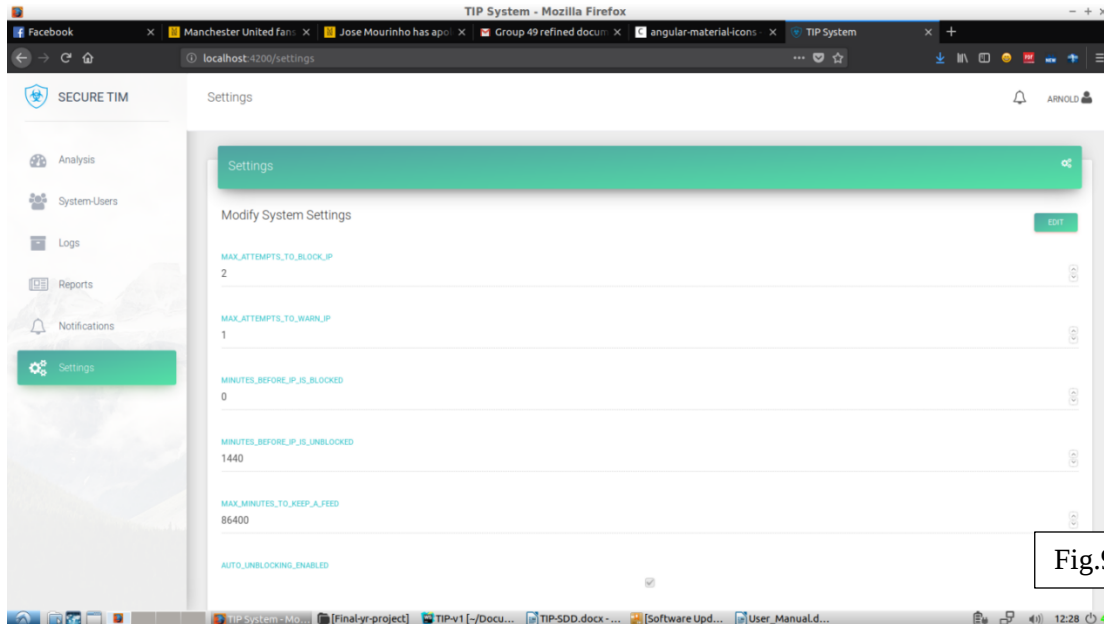 TIP System - Mozilla Firefox
Facebook
Manchester United fans
Jose Mourinho has apol
Group 49 refined docum
angular-material-icons -
TIP System
localhost:4200/settings
SECURE TIM
Settings
ARNOLD
Analysis
System-Users
Logs
Reports
Notifications
Settings
Settings
Modify System Settings
EDIT
MAX_ATTEMPTS_TO_BLOCK_IP
2
MAX_ATTEMPTS_TO_WARN_IP
1
MINUTES_BEFORE_IP_IS_BLOCKED
0
MINUTES_BEFORE_IP_IS_UNBLOCKED
1440
MAX_MINUTES_TO_KEEP_A_FEED
86400
AUTO_UNBLOCKING_ENABLED
Fig.9
TIP System - Mo...
[Final-yr-project]
TIP-v1 [~/Docu...
TIP-SDD.docx - ...
[Software Upd...
User_Manual.d...
12:28